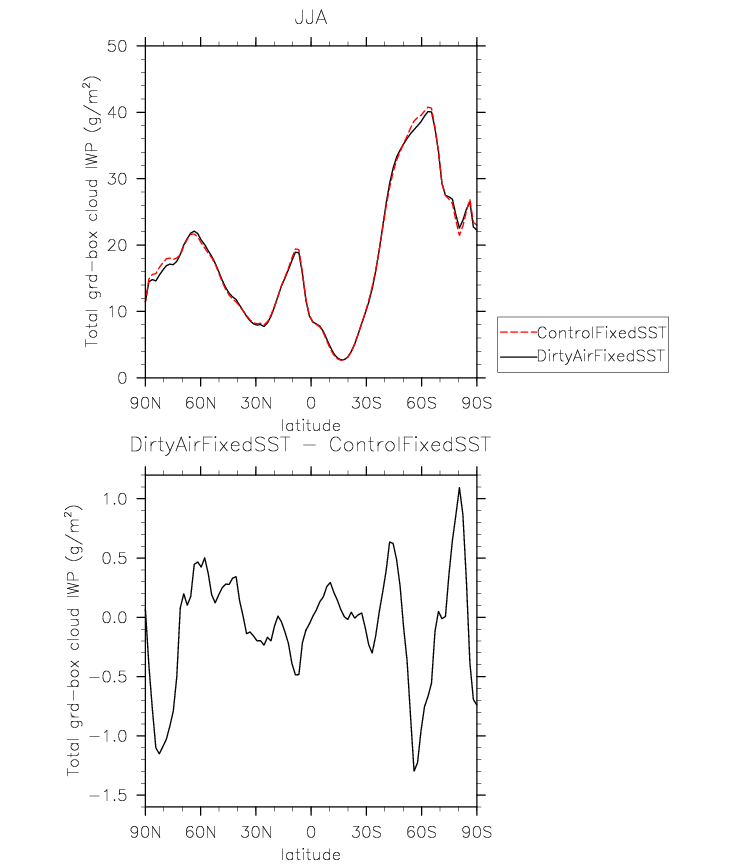 JJA
Total grd-box cloud IWP (g/m²)
50
40
30
20
10
0
90N 60N 30N 0 30S 60S 90S
latitude
ControlFixedSST
DirtyAirFixedSST
DirtyAirFixedSST - ControlFixedSST
Total grd-box cloud IWP (g/m²)
1.0
0.5
0.0
-0.5
-1.0
-1.5
90N 60N 30N 0 30S 60S 90S
latitude